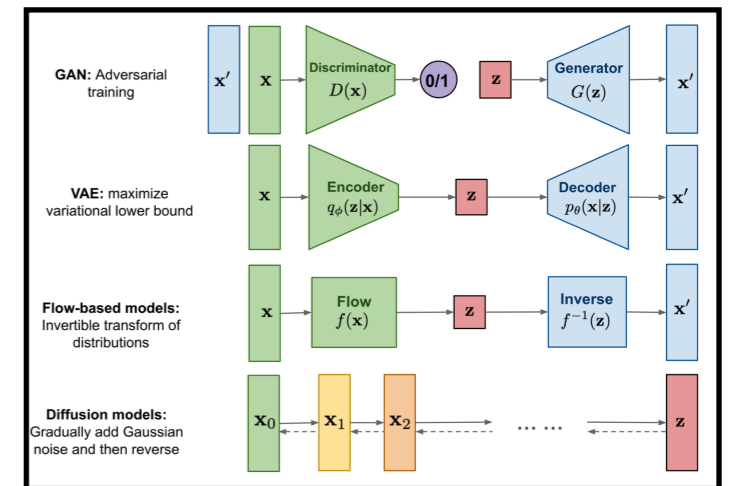 GAN: Adversarial
training
x′
x
Discriminator
D(x)
0/1
z
Generator
G(z)
x′
VAE: maximize
variational lower bound
x
Encoder
qϕ(z|x)
z
Decoder
pθ(x|z)
x′
Flow-based models:
Invertible transform of
distributions
x
Flow
f(x)
z
Inverse
f⁻¹(z)
x′
Diffusion models:
Gradually add Gaussian
noise and then reverse
x₀
x₁
x₂
... ...
z